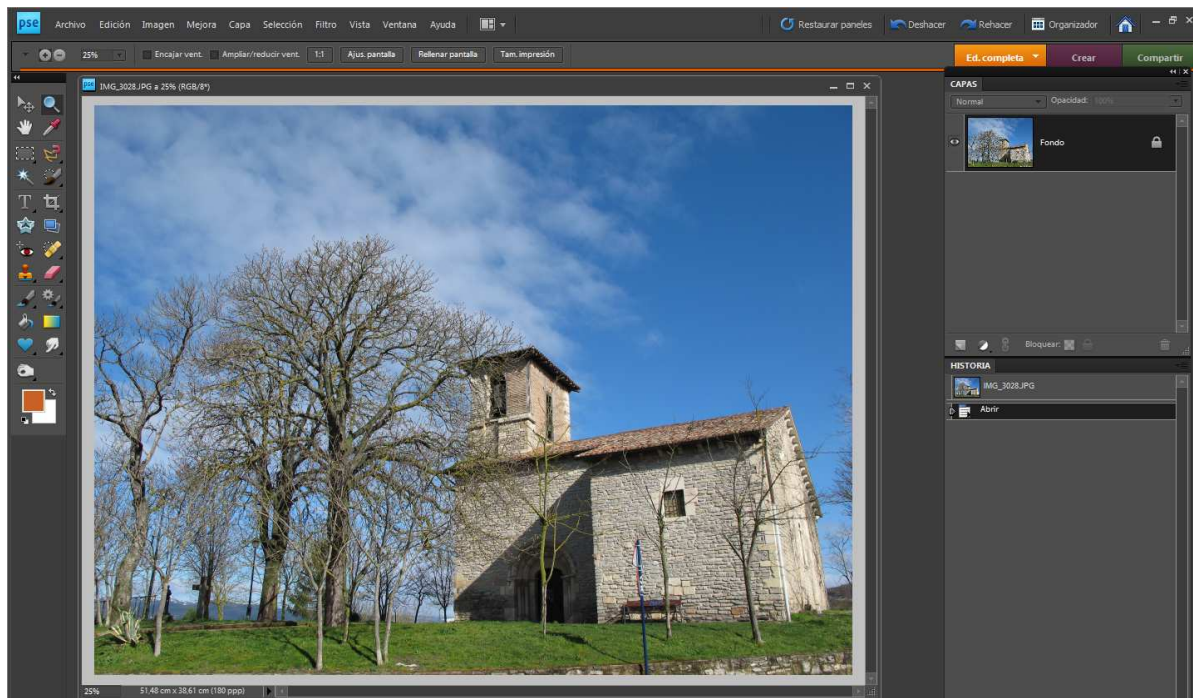 pse Archivo Edición Imagen Mejora Capa Selección Filtro Vista Ventana Ayuda Restaurar paneles Deshacer Rehacer Organizador
25% Encajar vent. Ampliar/reducir vent. 1:1 Ajus. pantalla Rellenar pantalla Tam. impresión Ed. completa Crear Compartir
pse IMG_3028.JPG a 25% (RGB/8*)
CAPAS
Normal Opacidad: 100%
Fondo
Bloquear:
HISTORIA
IMG_3028.JPG
Abrir
T
25% 51,48 cm x 38,61 cm (180 ppp)